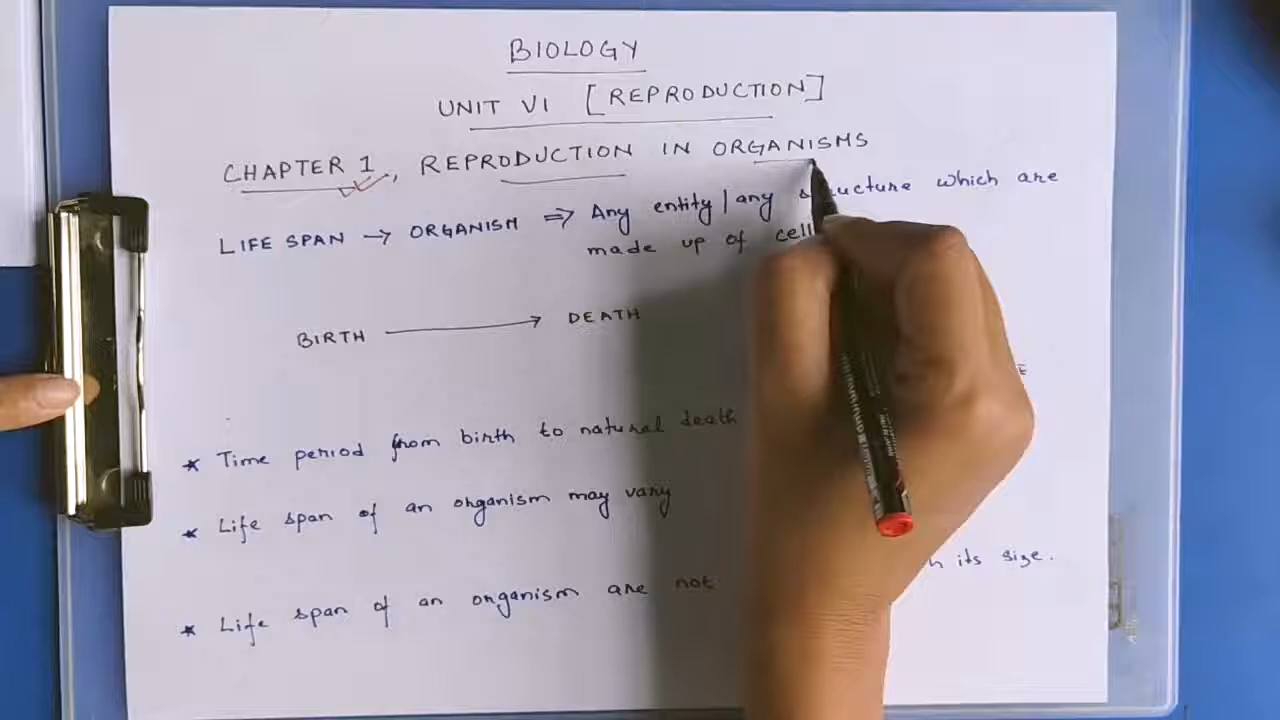 BIOLOGY
UNIT VI [REPRODUCTION]
CHAPTER 1, REPRODUCTION IN ORGANISMS
LIFE SPAN → ORGANISM ⇒ Any entity/any structure which are
made up of cell
BIRTH → DEATH
* Time period from birth to natural death
* Life span of an organism may vary
* Life span of an organism are not its size.